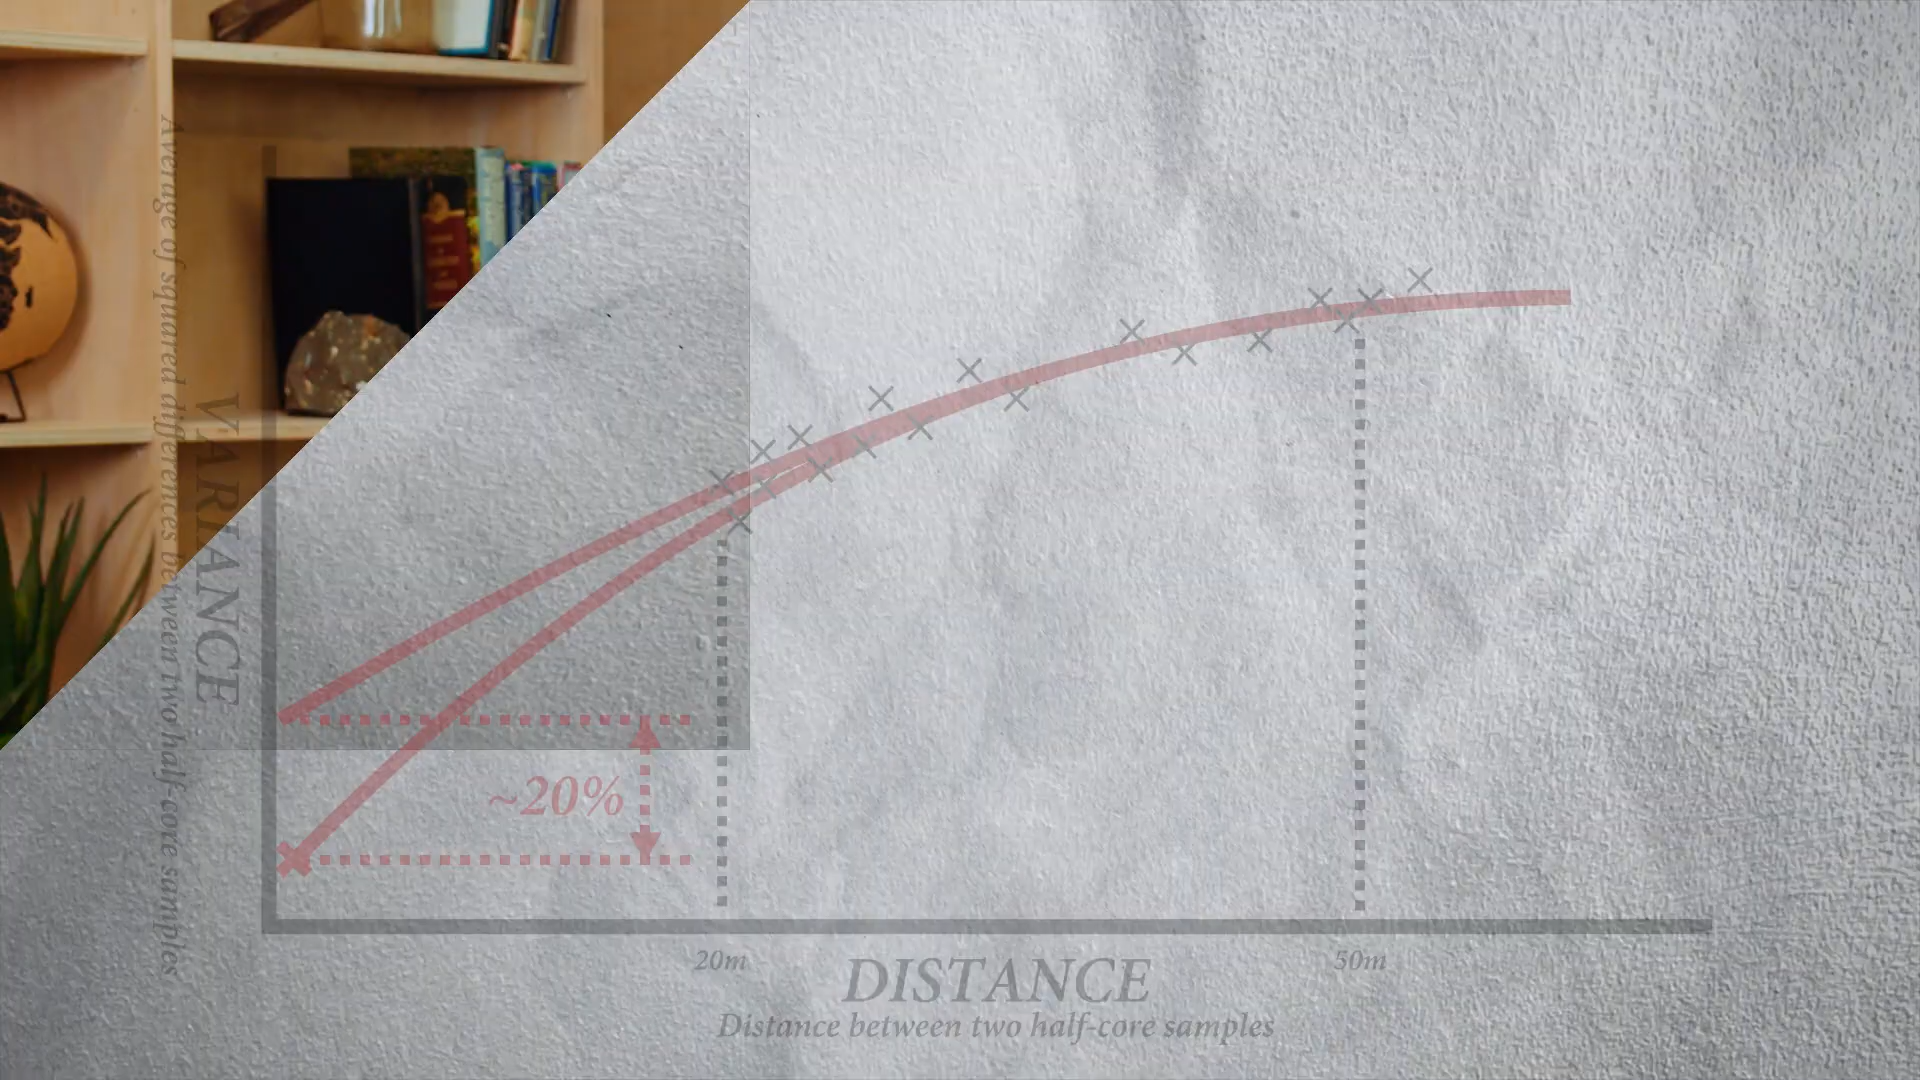 Average of squared differences between two half-core samples
VARIANCE
~20%
20m
50m
DISTANCE
Distance between two half-core samples